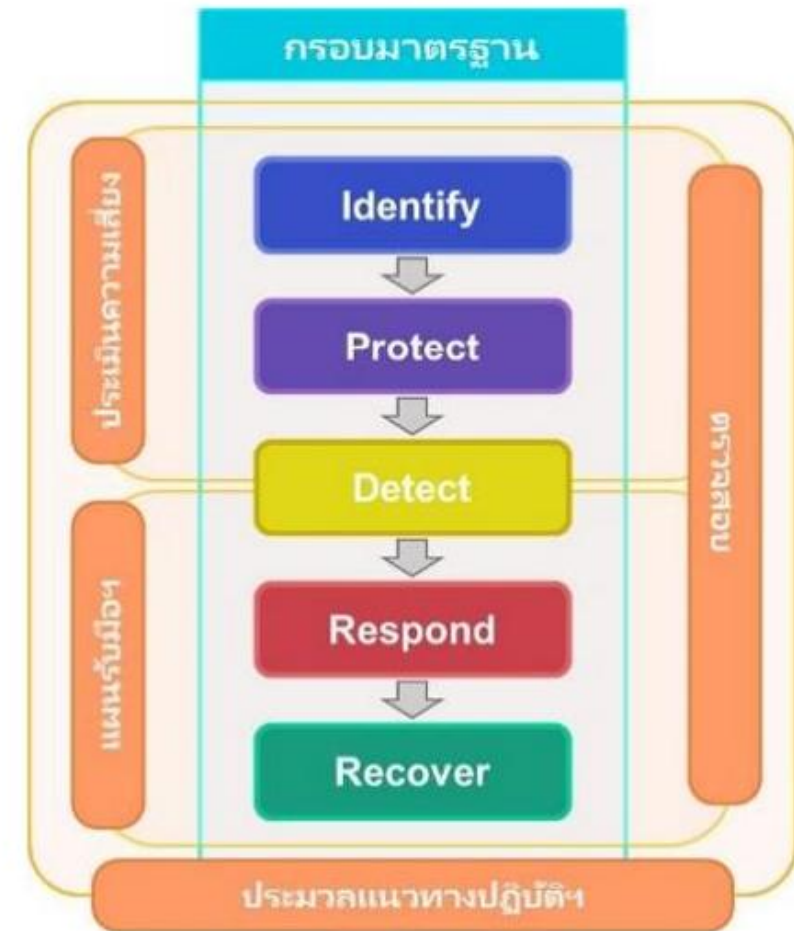 กรอบมาตรฐาน
ประเมินความเสี่ยง
Identify
Protect
Detect
ตรวจสอบ
แผนรับมือฯ
Respond
Recover
ประมวลแนวทางปฏิบัติฯ